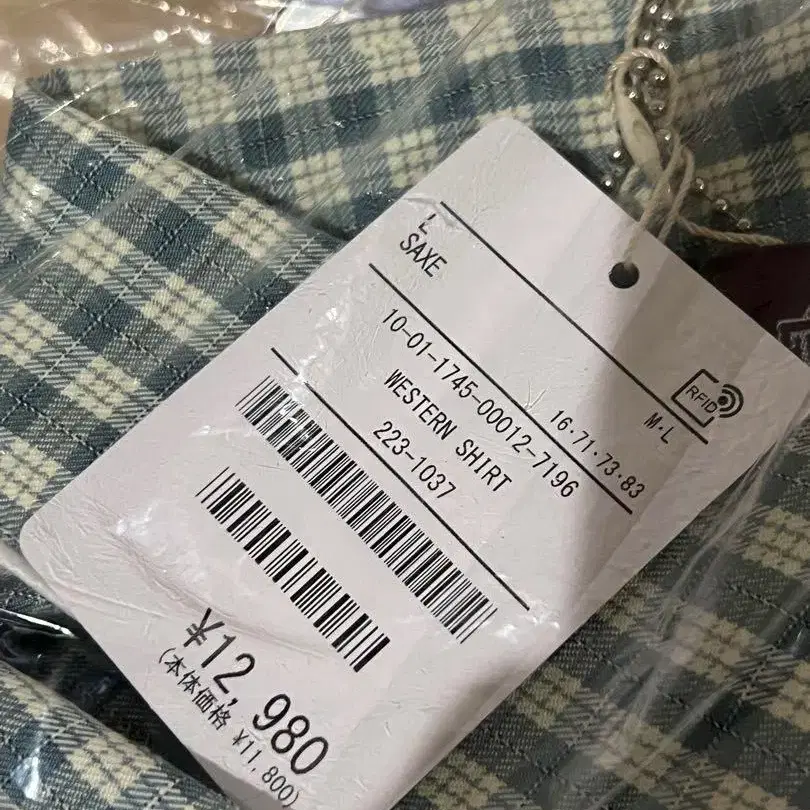 L
SAXE
RFID
M・L
16・71・73・83
10-01-1745-00012-7196
WESTERN SHIRT
223-1037
¥12,980
(本体価格 ¥11,800)